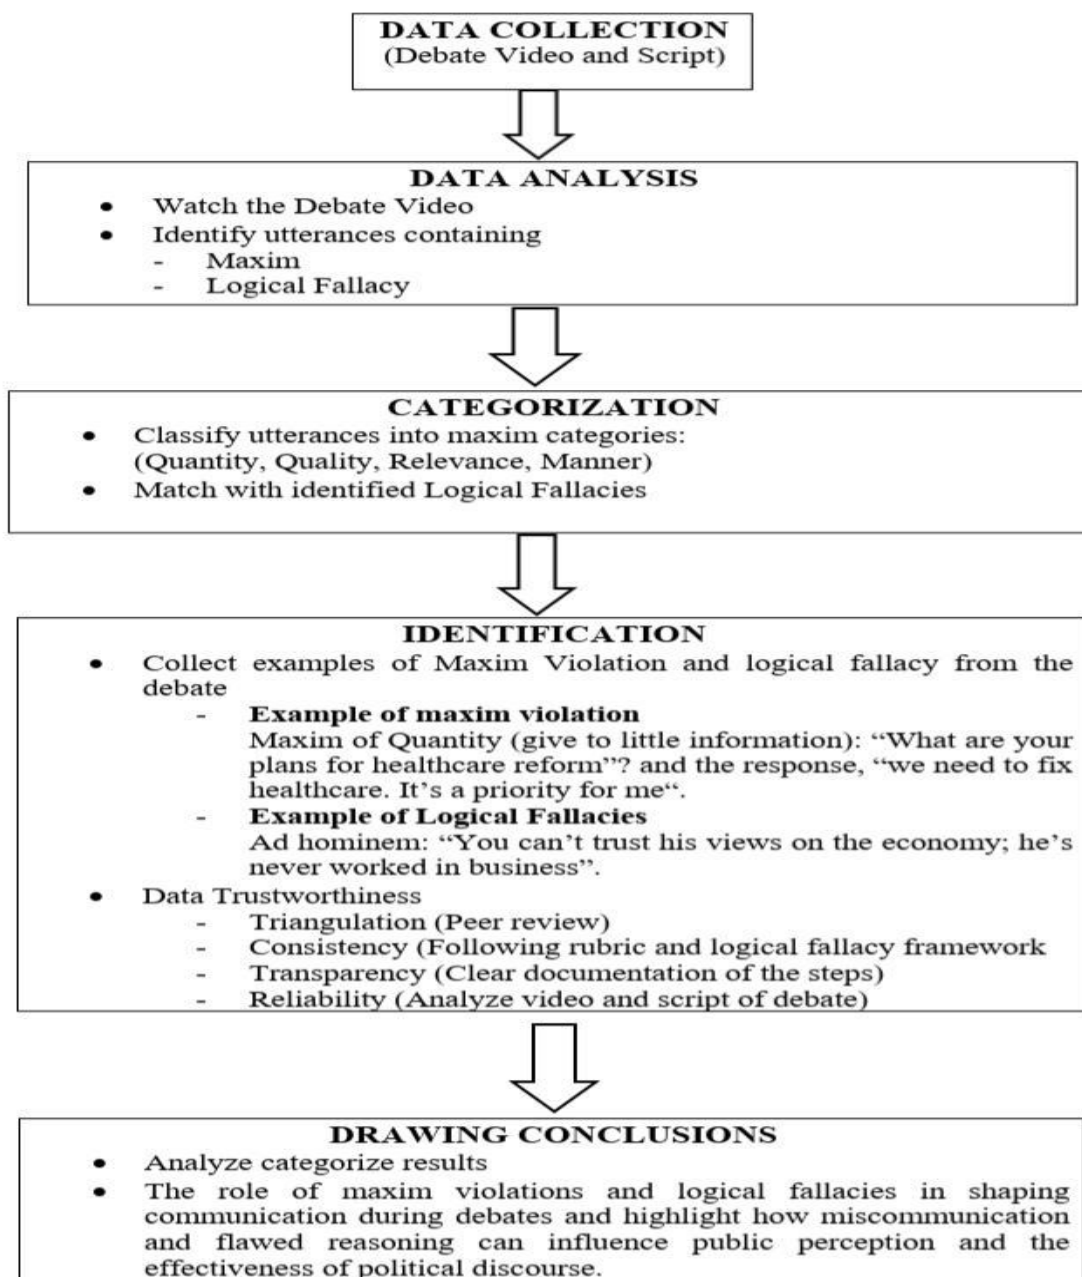 DATA COLLECTION
(Debate Video and Script)
DATA ANALYSIS
• Watch the Debate Video
• Identify utterances containing
- Maxim
- Logical Fallacy
CATEGORIZATION
• Classify utterances into maxim categories:
(Quantity, Quality, Relevance, Manner)
• Match with identified Logical Fallacies
IDENTIFICATION
• Collect examples of Maxim Violation and logical fallacy from the
debate
- Example of maxim violation
Maxim of Quantity (give to little information): “What are your
plans for healthcare reform”? and the response, “we need to fix
healthcare. It’s a priority for me“.
- Example of Logical Fallacies
Ad hominem: “You can’t trust his views on the economy; he’s
never worked in business”.
• Data Trustworthiness
- Triangulation (Peer review)
- Consistency (Following rubric and logical fallacy framework
- Transparency (Clear documentation of the steps)
- Reliability (Analyze video and script of debate)
DRAWING CONCLUSIONS
• Analyze categorize results
• The role of maxim violations and logical fallacies in shaping
communication during debates and highlight how miscommunication
and flawed reasoning can influence public perception and the
effectiveness of political discourse.